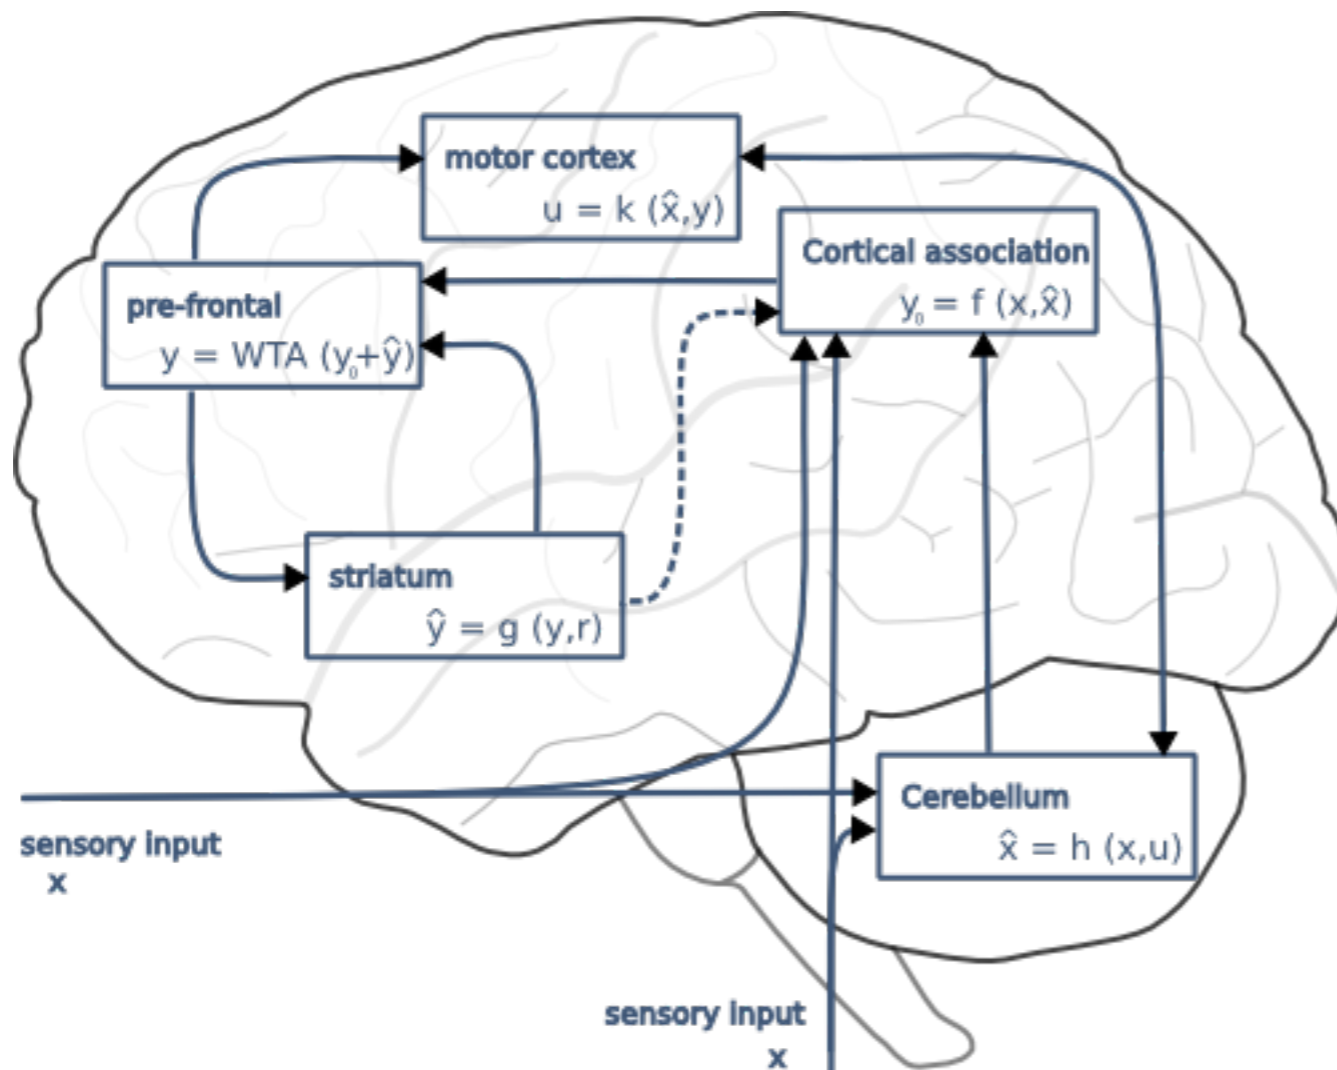 motor cortex
u = k (x̂,y)
Cortical association
y₀ = f (x,x̂)
pre-frontal
y = WTA (y₀+ŷ)
striatum
ŷ = g (y,r)
Cerebellum
x̂ = h (x,u)
sensory input
x
sensory input
x